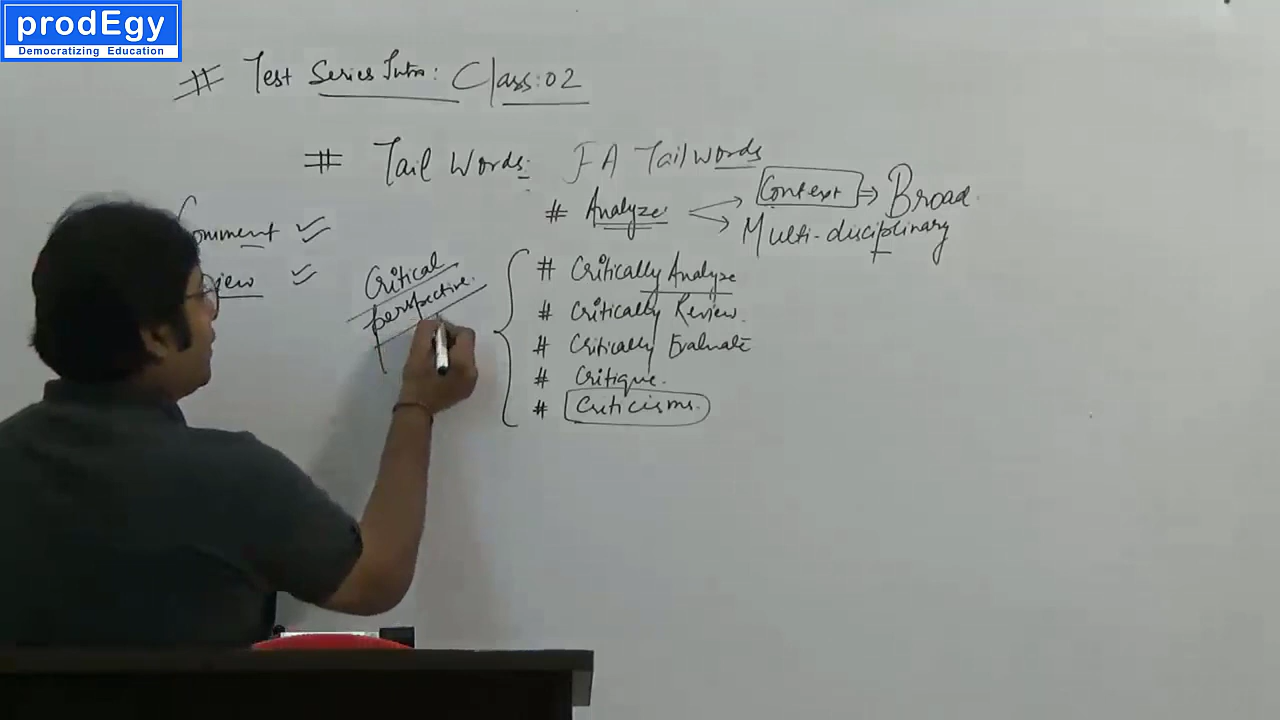 prodEgy
Democratizing Education
# Test Series Intro: Class:02
# Tail Words: FA Tailwords
# Analyze: Context ⇒ Broad
Multi-disciplinary
Comment
Critical
perspective.
# Critically Analyze
# Critically Review.
# Critically Evaluate
# Critique.
# Criticisms.